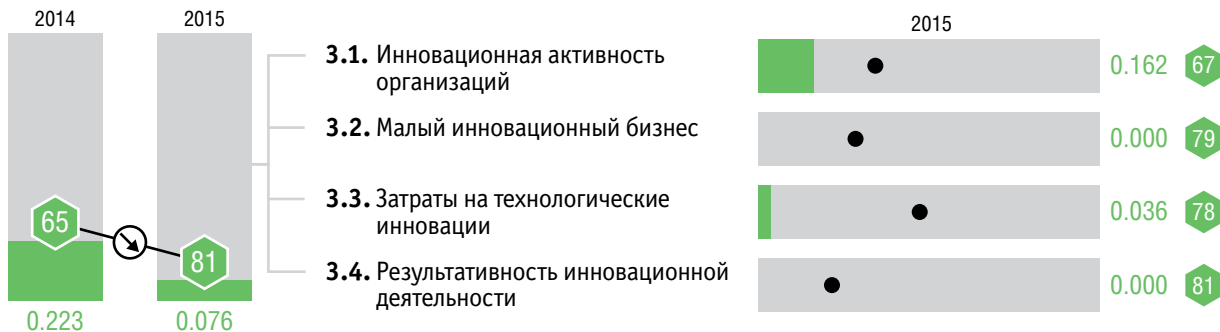 2014
2015
65
81
0.223
0.076
3.1. Инновационная активность
организаций
3.2. Малый инновационный бизнес
3.3. Затраты на технологические
инновации
3.4. Результативность инновационной
деятельности
2015
0.162 67
0.000 79
0.036 78
0.000 81